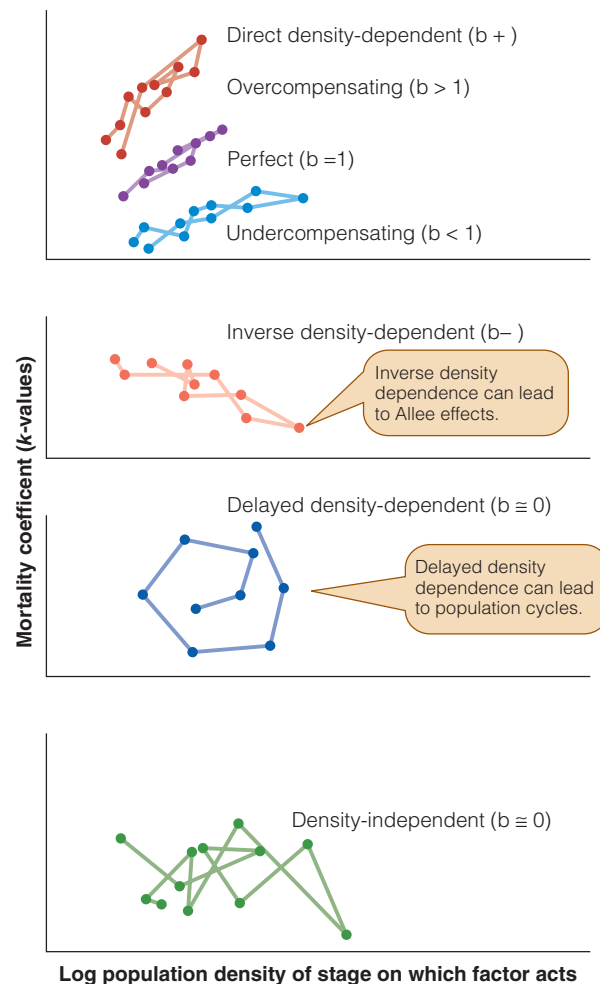 Direct density-dependent (b + )
Overcompensating (b > 1)
Perfect (b =1)
Undercompensating (b < 1)
Mortality coefficent (k-values)
Inverse density-dependent (b– )
Inverse density
dependence can lead
to Allee effects.
Delayed density-dependent (b ≅ 0)
Delayed density
dependence can lead
to population cycles.
Density-independent (b ≅ 0)
Log population density of stage on which factor acts